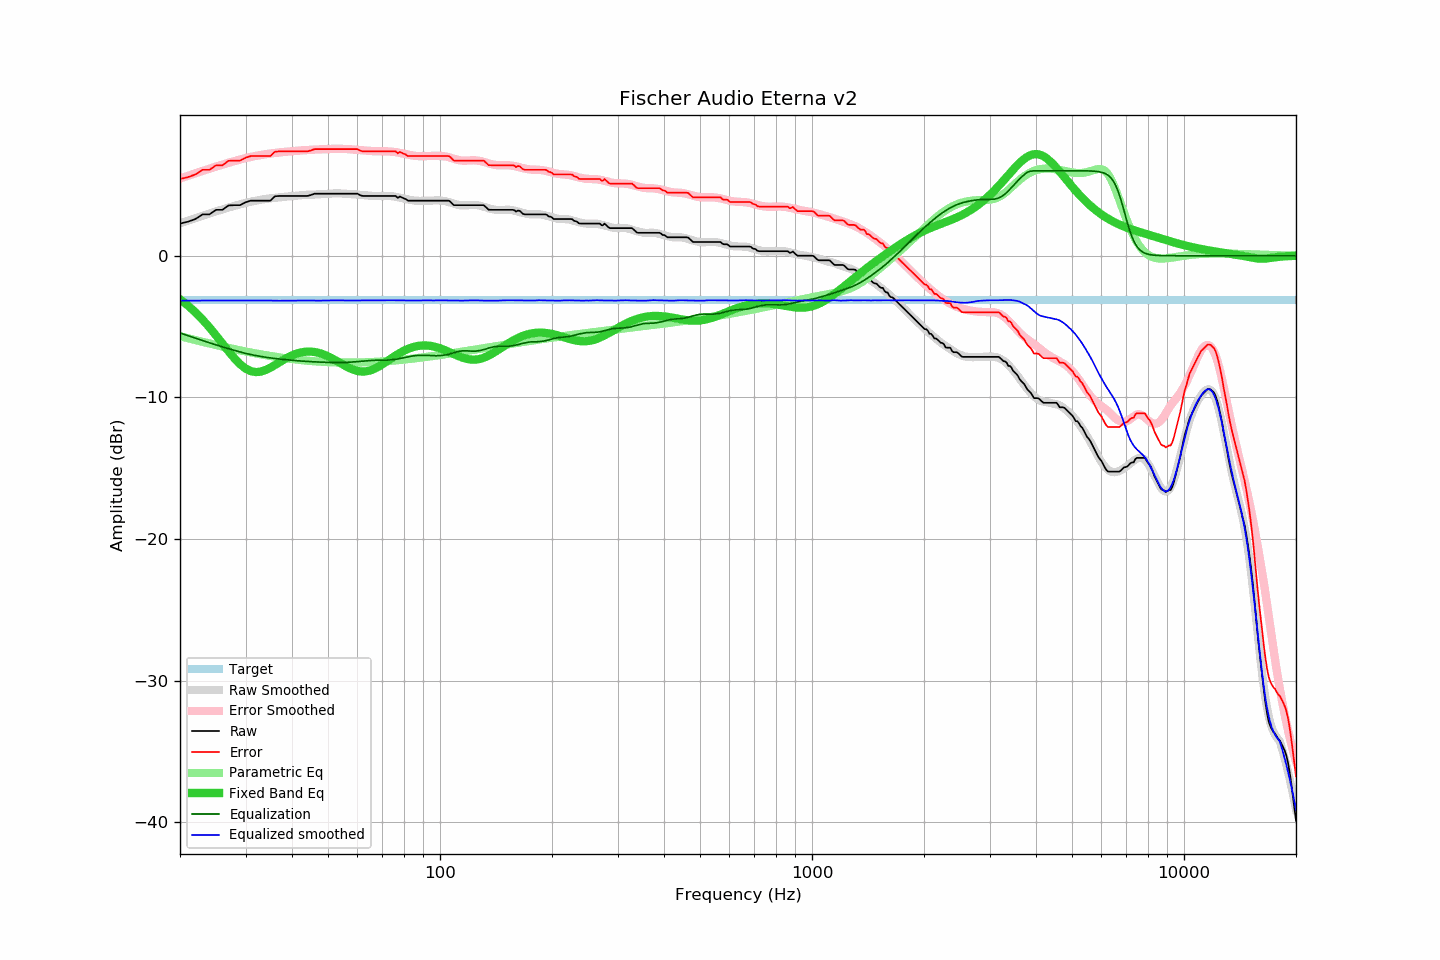 Fischer Audio Eterna v2
Amplitude (dBr)
0
−10
−20
−30
−40
Target
Raw Smoothed
Error Smoothed
Raw
Error
Parametric Eq
Fixed Band Eq
Equalization
Equalized smoothed
100
1000
10000
Frequency (Hz)